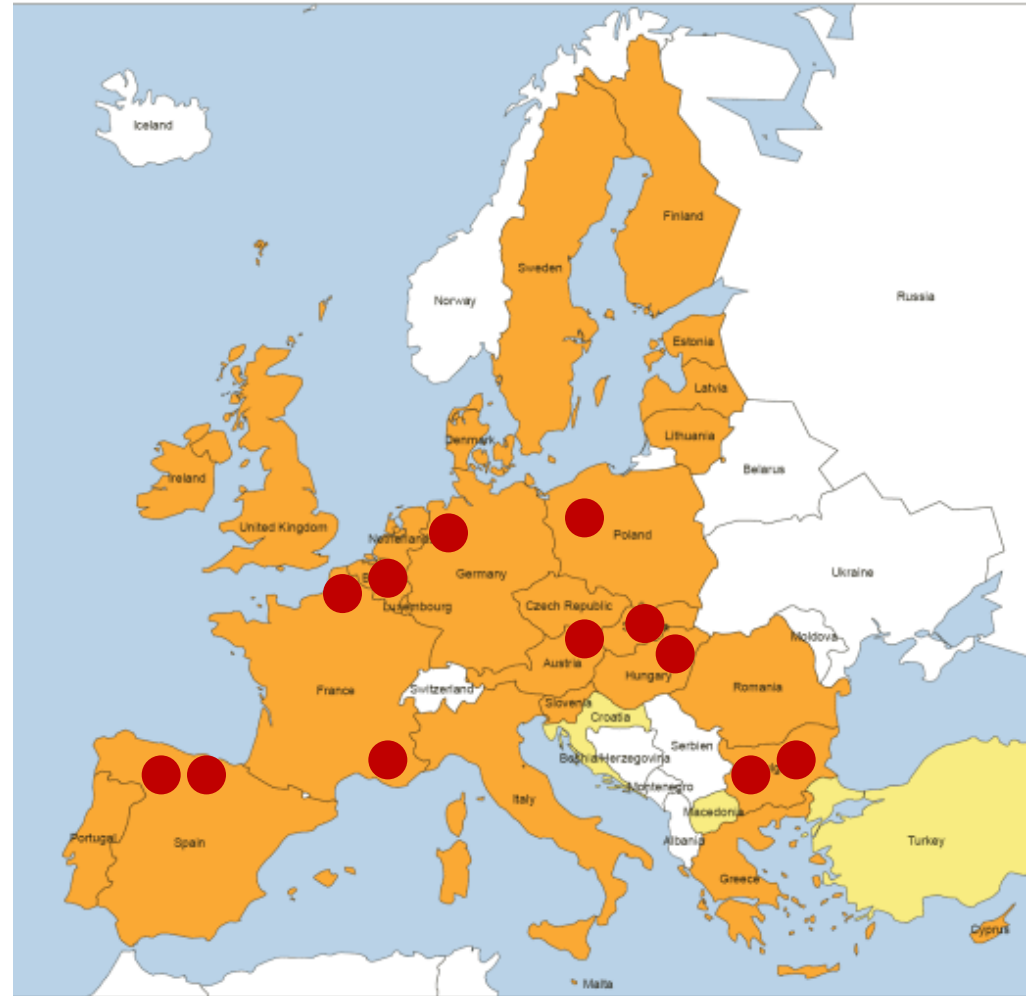 Iceland
Finland
Sweden
Norway
Russia
Estonia
Latvia
Lithuania
Denmark
Belarus
Ireland
United Kingdom
Poland
Germany
Ukraine
Czech Republic
Luxembourg
Moldova
Austria
Hungary
Romania
France
Switzerland
Slovenia
Croatia
Serbien
Bosnia/Herzegovina
Montenegro
Italy
Macedonia
Albania
Portugal
Spain
Turkey
Greece
Cyprus
Malta